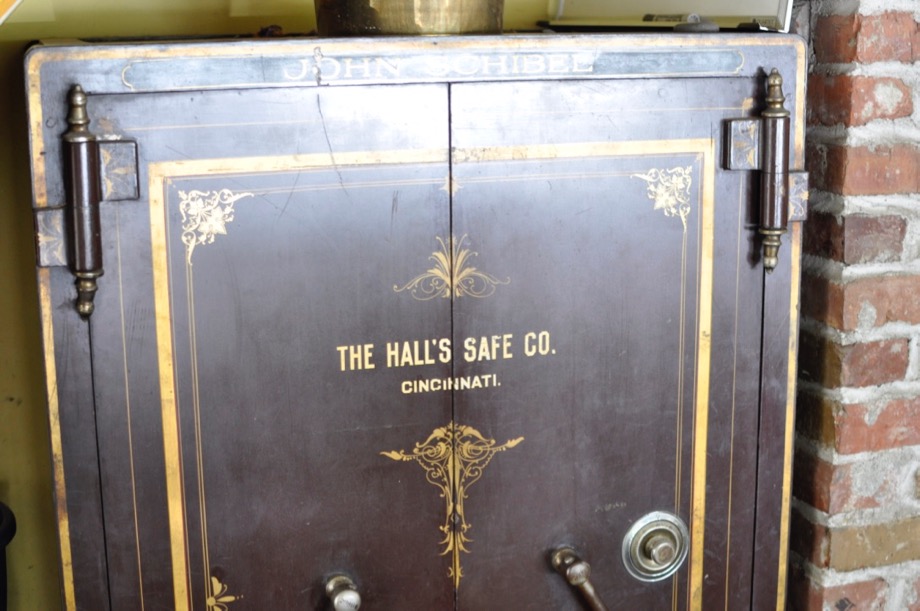 JOHN SCHIBEL
THE HALL'S SAFE CO.
CINCINNATI.